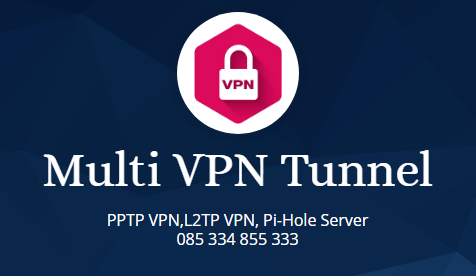 VPN
Multi VPN Tunnel
PPTP VPN,L2TP VPN, Pi-Hole Server
085 334 855 333